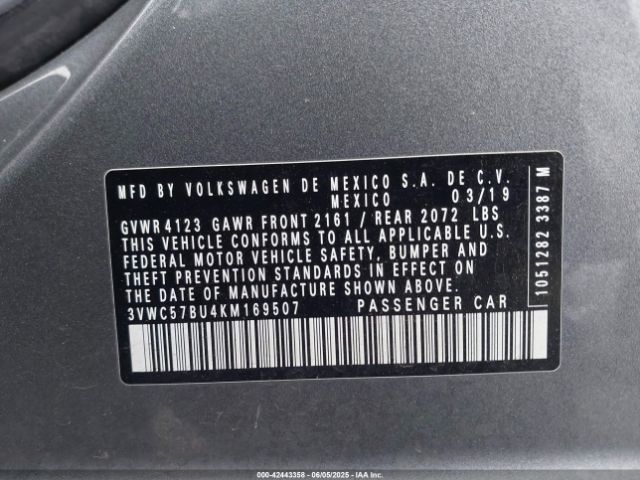 MFD BY VOLKSWAGEN DE MEXICO S.A. DE C.V.
MEXICO 03/19
GVWR 4123 GAWR FRONT 2161 / REAR 2072 LBS
THIS VEHICLE CONFORMS TO ALL APPLICABLE U.S.
FEDERAL MOTOR VEHICLE SAFETY, BUMPER AND
THEFT PREVENTION STANDARDS IN EFFECT ON
THE DATE OF MANUFACTURE SHOWN ABOVE.
3VWC57BU4KM169507 PASSENGER CAR
1051282 3387 M
000-42443358 - 06/05/2025 - IAAI.COM